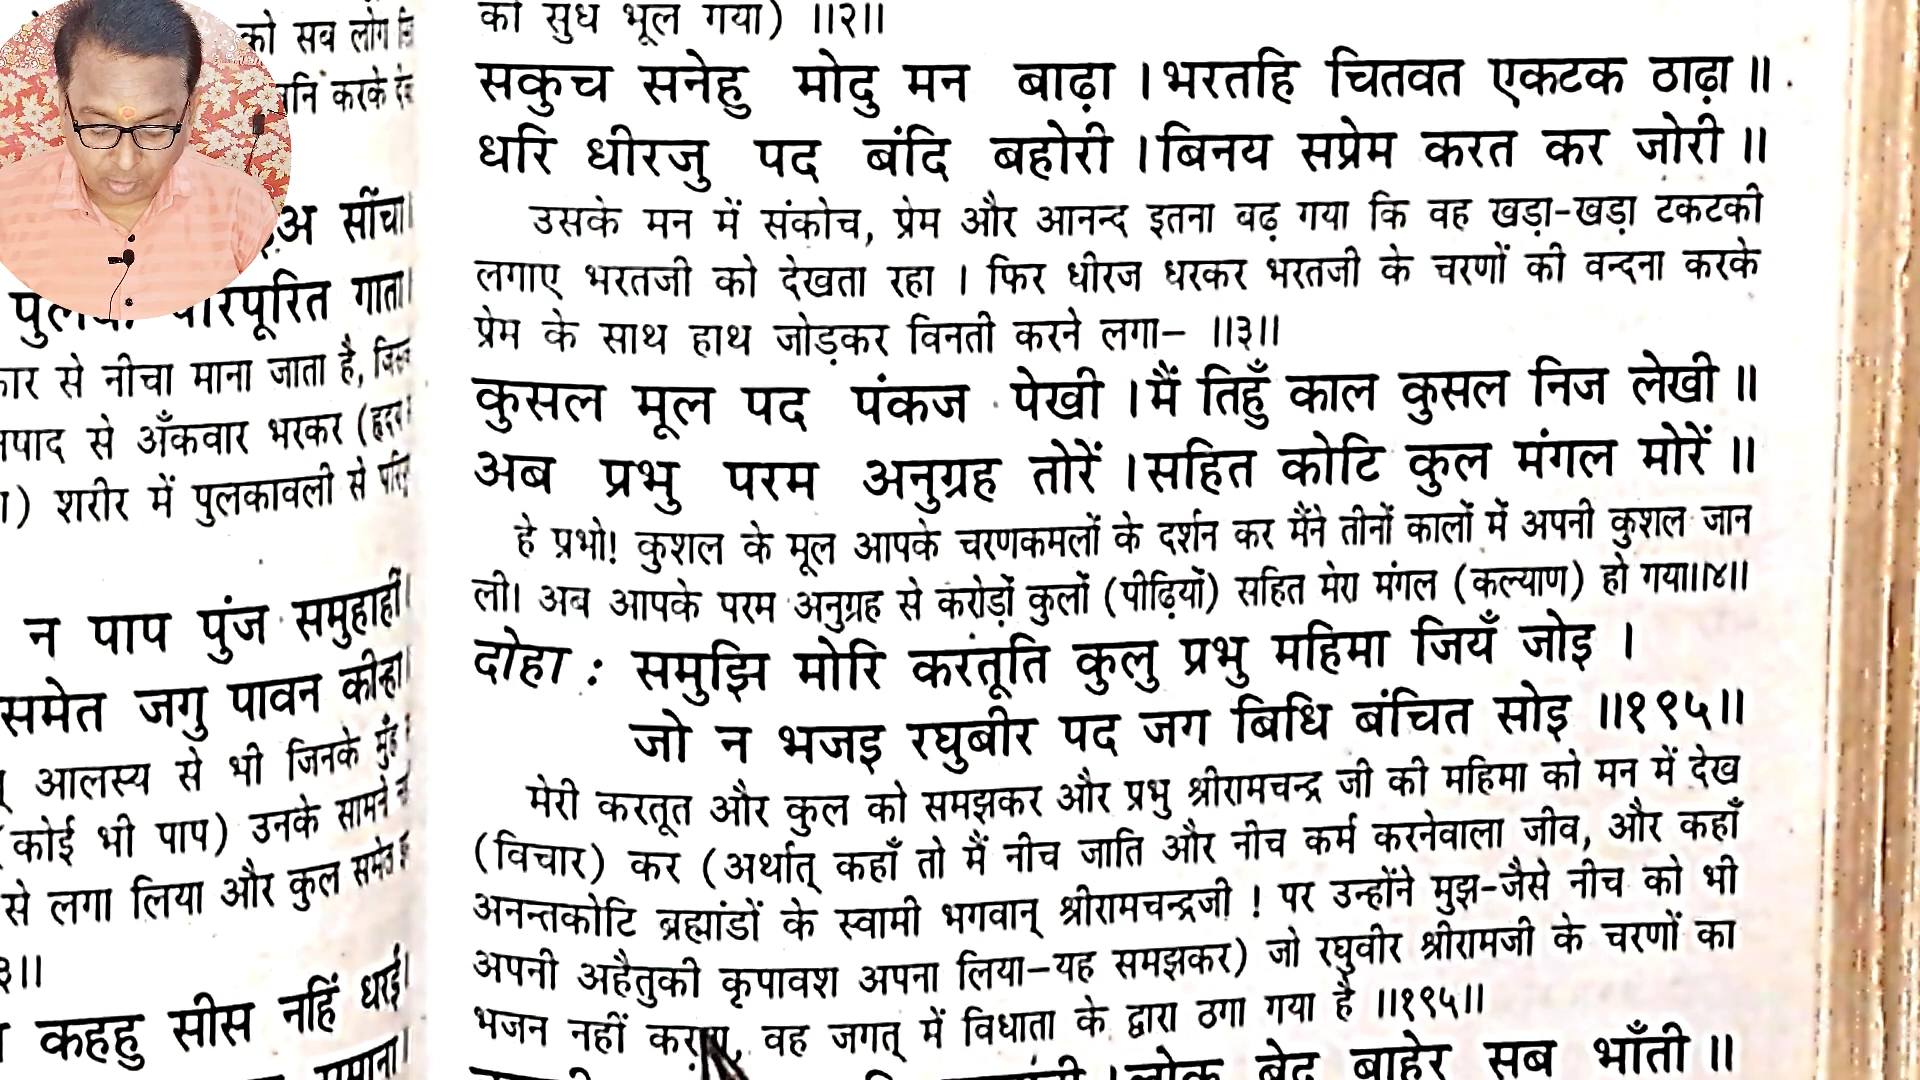 को सब लोग
करके
अ सींचा।
परिपूरित गाता।
से नीचा माना जाता है,
से अँकवार भरकर
शरीर में पुलकावली से
न पाप पुंज समुहाहीं।
समेत जगु पावन कीन्हा।
आलस्य से भी जिनके मुँह
(कोई भी पाप) उनके सामने
से लगा लिया और कुल समेत
३।।
कहहु सीस नहिं धरई।
की सुध भूल गया) ।।२।।
सकुच सनेहु मोदु मन बाढ़ा । भरतहि चितवत एकटक ठाढ़ा ॥
धरि धीरजु पद बंदि बहोरी । बिनय सप्रेम करत कर जोरी ॥
उसके मन में संकोच, प्रेम और आनन्द इतना बढ़ गया कि वह खड़ा-खड़ा टकटकी
लगाए भरतजी को देखता रहा । फिर धीरज धरकर भरतजी के चरणों की वन्दना करके
प्रेम के साथ हाथ जोड़कर विनती करने लगा– ।।३।।
कुसल मूल पद पंकज पेखी । मैं तिहुँ काल कुसल निज लेखी ॥
अब प्रभु परम अनुग्रह तोरें । सहित कोटि कुल मंगल मोरें ॥
हे प्रभो! कुशल के मूल आपके चरणकमलों के दर्शन कर मैंने तीनों कालों में अपनी कुशल जान
ली। अब आपके परम अनुग्रह से करोड़ों कुलों (पीढ़ियों) सहित मेरा मंगल (कल्याण) हो गया।।४।।
दोहा : समुझि मोरि करतूति कुलु प्रभु महिमा जियँ जोइ ।
जो न भजइ रघुबीर पद जग बिधि बंचित सोइ ॥१९५॥
मेरी करतूत और कुल को समझकर और प्रभु श्रीरामचन्द्र जी की महिमा को मन में देख
(विचार) कर (अर्थात् कहाँ तो मैं नीच जाति और नीच कर्म करनेवाला जीव, और कहाँ
अनन्तकोटि ब्रह्मांडों के स्वामी भगवान् श्रीरामचन्द्रजी ! पर उन्होंने मुझ-जैसे नीच को भी
अपनी अहैतुकी कृपावश अपना लिया–यह समझकर) जो रघुवीर श्रीरामजी के चरणों का
भजन नहीं करता, वह जगत् में विधाता के द्वारा ठगा गया है ।।१९५।।
। लोक बेद बाहेर सब भाँती ॥